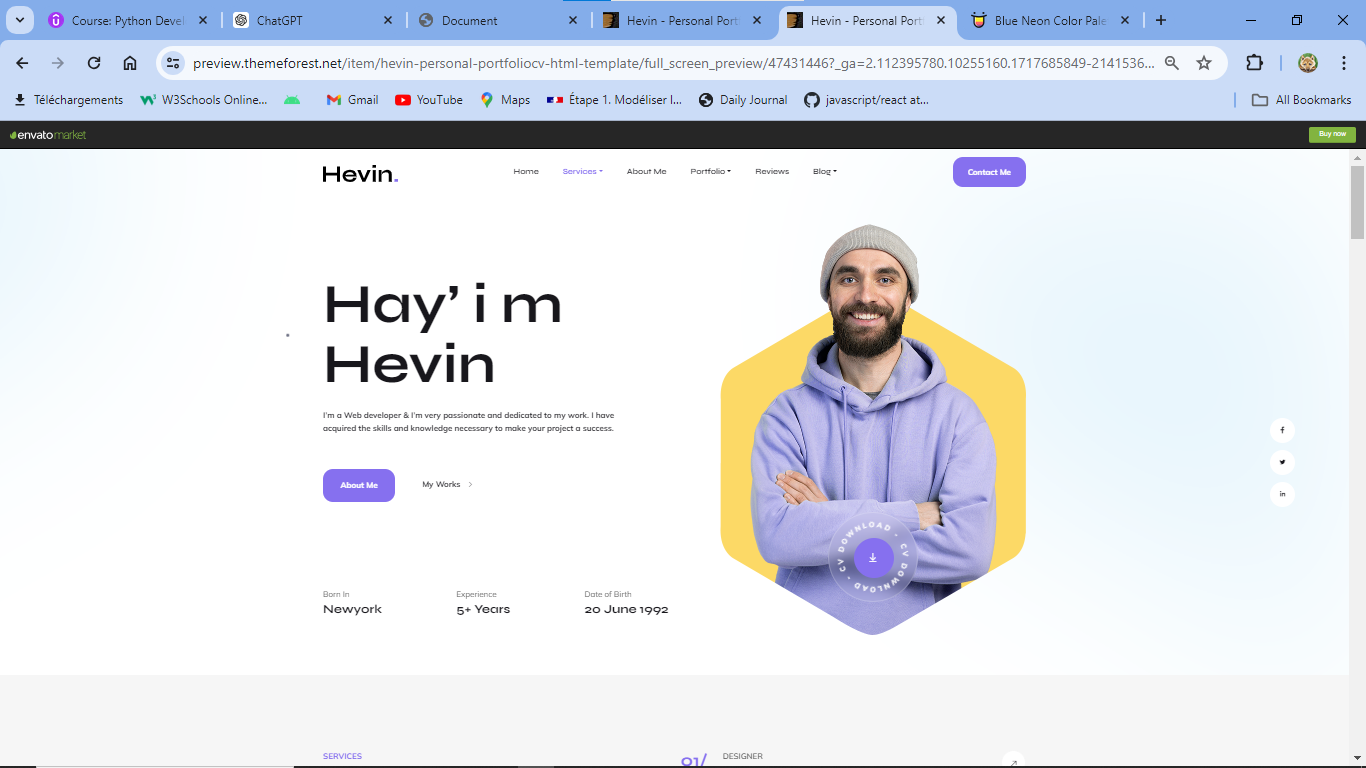 Course: Python Devel
ChatGPT
Document
Hevin - Personal Port
Hevin - Personal Port
Blue Neon Color Pale
preview.themeforest.net/item/hevin-personal-portfoliocv-html-template/full_screen_preview/47431446?_ga=2.112395780.10255160.1717685849-2141536...
Téléchargements
W3Schools Online...
Gmail
YouTube
Maps
Étape 1. Modéliser l...
Daily Journal
javascript/react at...
All Bookmarks
envato market
Buy now
Hevin.
Home
Services
About Me
Portfolio
Reviews
Blog
Contact Me
Hay’ i m
Hevin
I'm a Web developer & I'm very passionate and dedicated to my work. I have
acquired the skills and knowledge necessary to make your project a success.
About Me
My Works
CV DOWNLOAD - CV DOWNLOAD -
Born In
Newyork
Experience
5+ Years
Date of Birth
20 June 1992
SERVICES
01/
DESIGNER